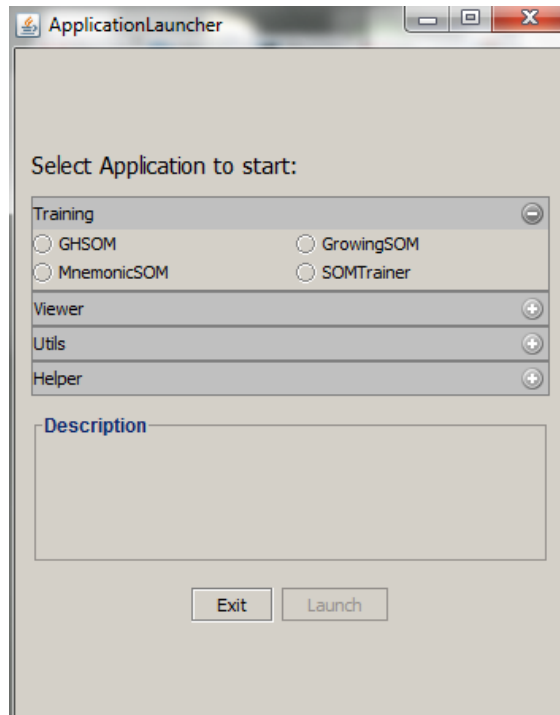 ApplicationLauncher
Select Application to start:
Training
GHSOM GrowingSOM
MnemonicSOM SOMTrainer
Viewer
Utils
Helper
Description
Exit Launch